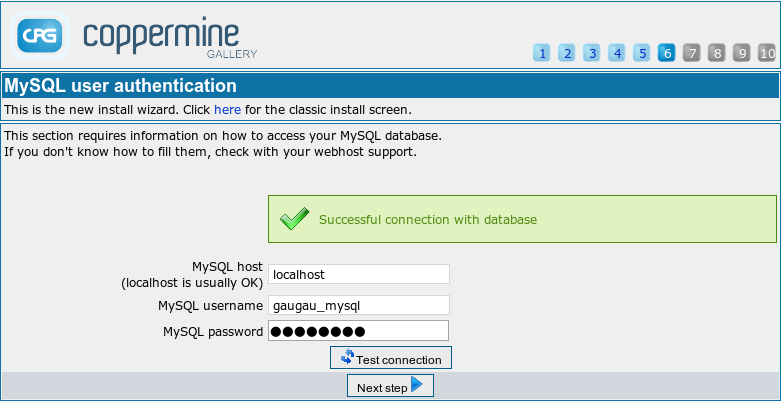 CPG coppermine
GALLERY
1 2 3 4 5 6 7 8 9 10
MySQL user authentication
This is the new install wizard. Click here for the classic install screen.
This section requires information on how to access your MySQL database.
If you don't know how to fill them, check with your webhost support.
Successful connection with database
MySQL host
(localhost is usually OK)
localhost
MySQL username
gaugau_mysql
MySQL password
●●●●●●●●
Test connection
Next step